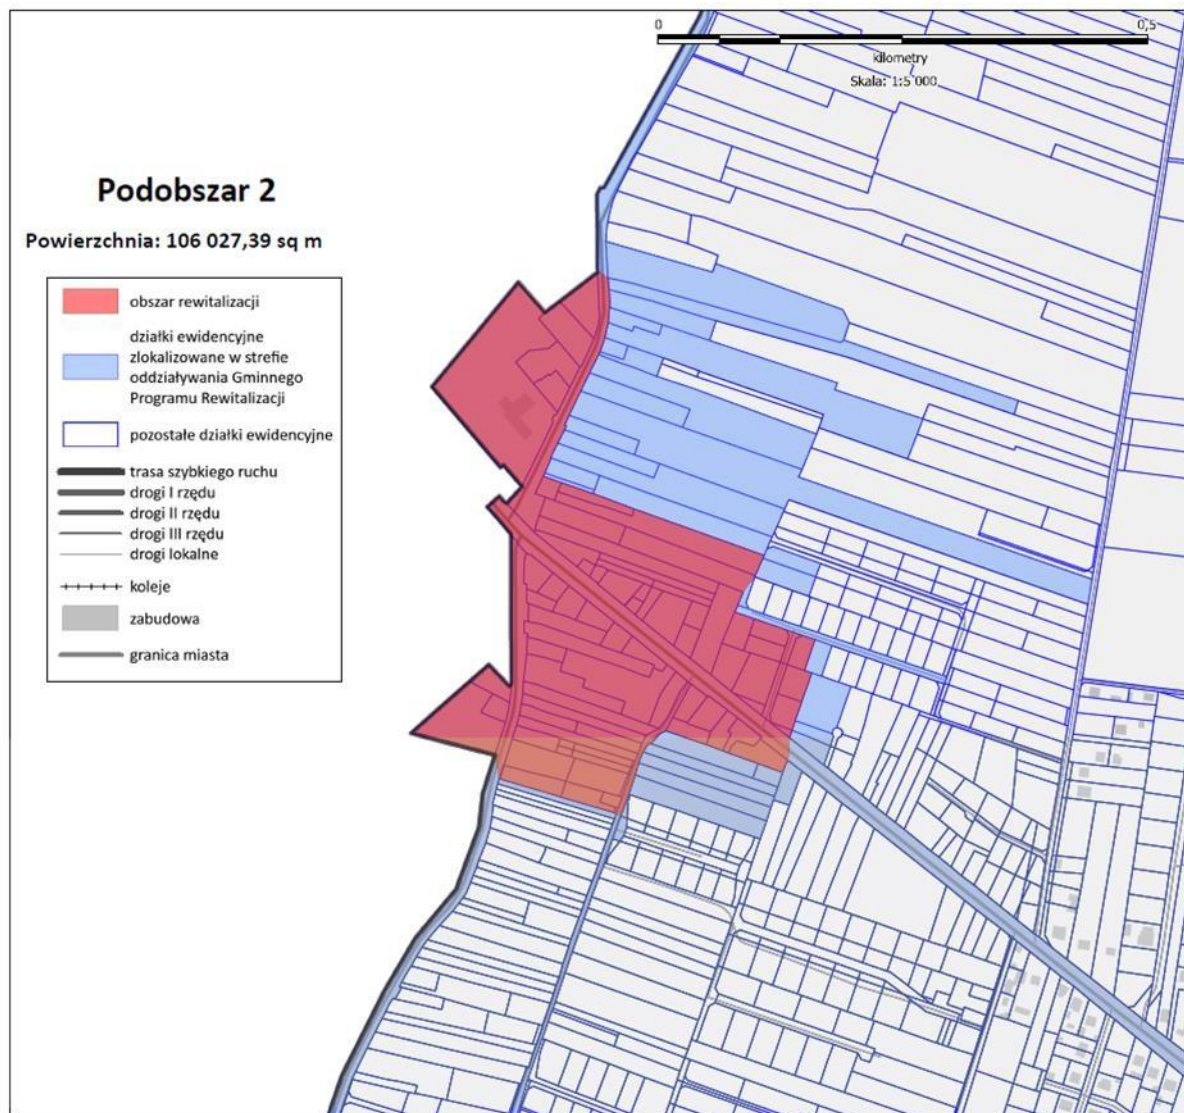 0 0,5
kilometry
Skala: 1:5 000
Podobszar 2
Powierzchnia: 106 027,39 sq m
obszar rewitalizacji
działki ewidencyjne
zlokalizowane w strefie
oddziaływania Gminnego
Programu Rewitalizacji
pozostałe działki ewidencyjne
trasa szybkiego ruchu
drogi I rzędu
drogi II rzędu
drogi III rzędu
drogi lokalne
koleje
zabudowa
granica miasta